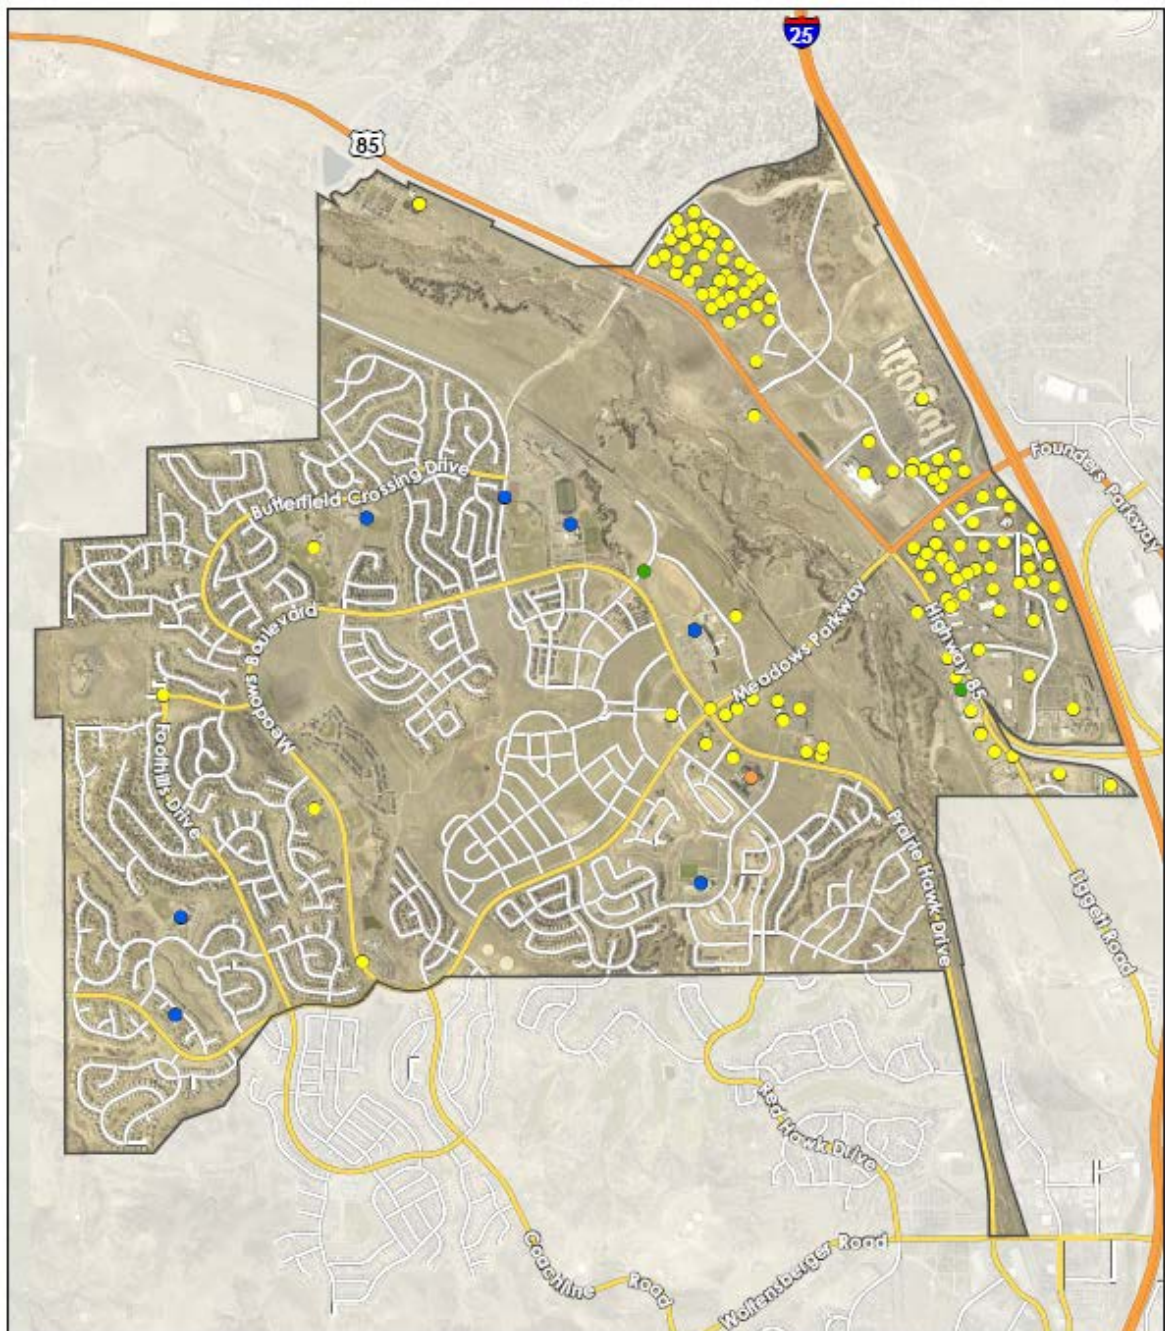 25
85
Founders Parkway
Butterfield Crossing Drive
Meadows Boulevard
Meadows Parkway
Highway 85
Foothills Drive
Prairie Hawk Drive
Liggett Road
Red Hawk Drive
Coachline Road
Wolfensberger Road